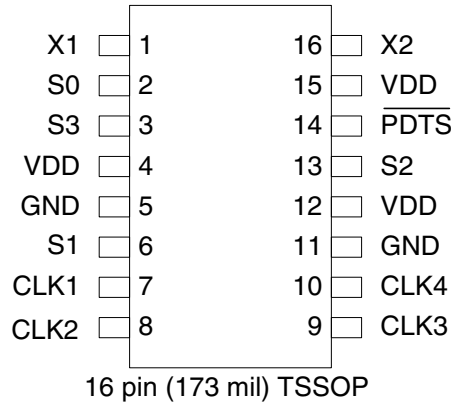 X1 1 16 X2
S0 2 15 VDD
S3 3 14 PDTS
VDD 4 13 S2
GND 5 12 VDD
S1 6 11 GND
CLK1 7 10 CLK4
CLK2 8 9 CLK3
16 pin (173 mil) TSSOP